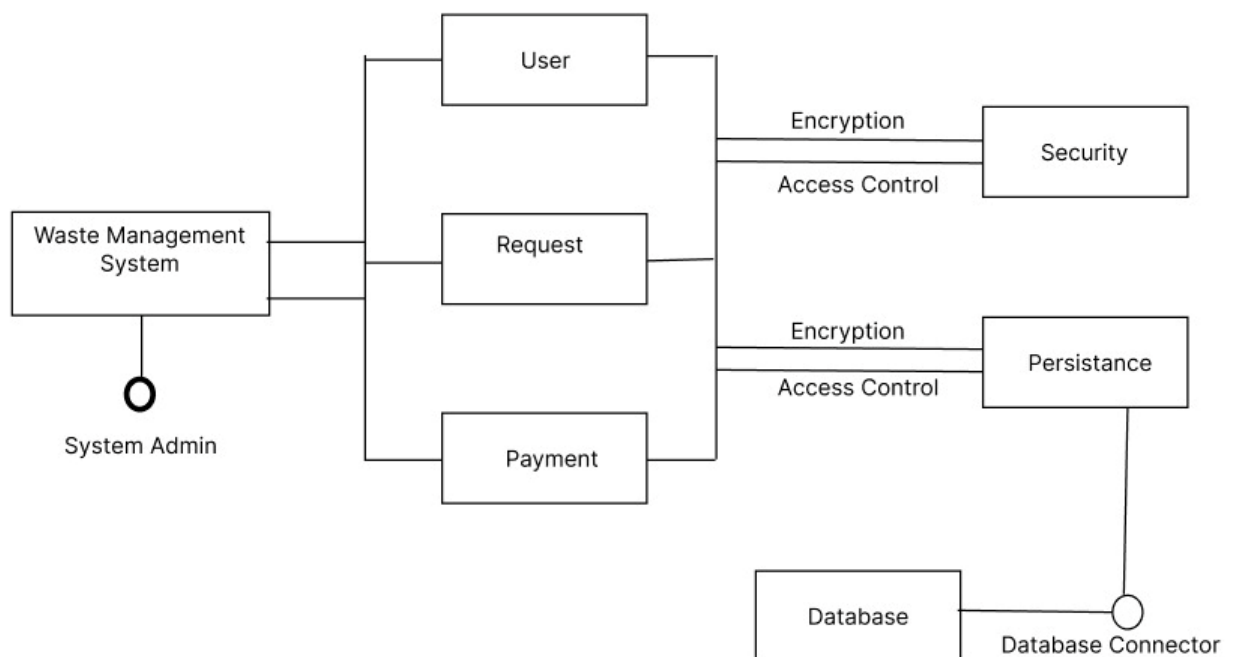 User
Encryption
Security
Access Control
Waste Management
System
Request
Encryption
Persistance
Access Control
System Admin
Payment
Database
Database Connector